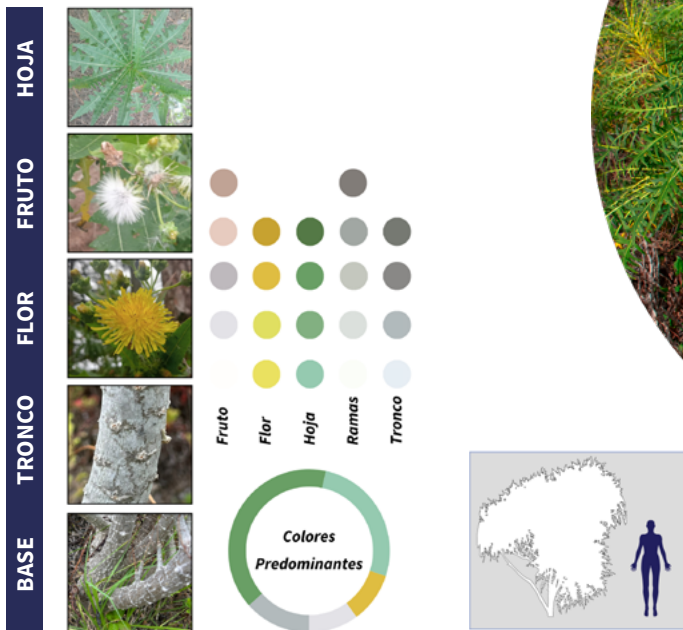 HOJA
FRUTO
FLOR
TRONCO
BASE
Fruto
Flor
Hoja
Ramas
Tronco
Colores
Predominantes